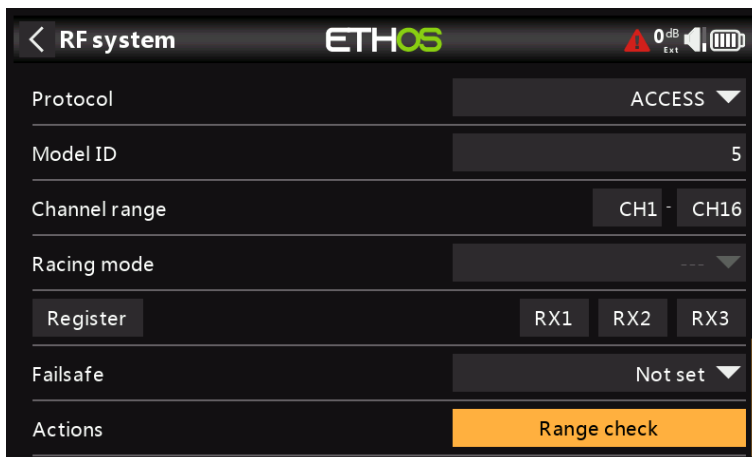 RF system ETHOS 0dB Ext
Protocol ACCESS
Model ID 5
Channel range CH1 - CH16
Racing mode ---
Register RX1 RX2 RX3
Failsafe Not set
Actions Range check